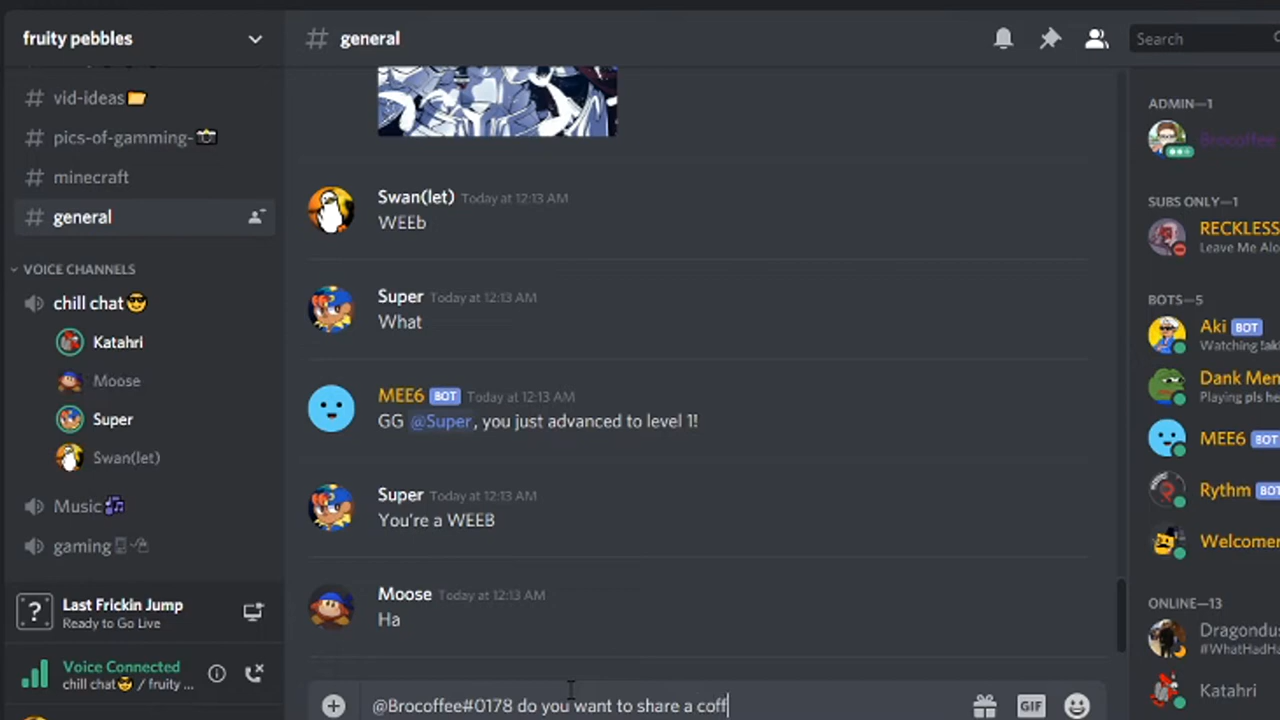 fruity pebbles
# general
Search
# vid-ideas
# pics-of-gamming-
# minecraft
# general
VOICE CHANNELS
chill chat
Katahri
Moose
Super
Swan(let)
Music
gaming
Last Frickin Jump
Ready to Go Live
Voice Connected
chill chat / fruity ...
Swan(let) Today at 12:13 AM
WEEb
Super Today at 12:13 AM
What
MEE6 BOT Today at 12:13 AM
GG @Super, you just advanced to level 1!
Super Today at 12:13 AM
You're a WEEB
Moose Today at 12:13 AM
Ha
@Brocoffee#0178 do you want to share a coff
GIF
ADMIN—1
Brocoffee
SUBS ONLY—1
RECKLESS
Leave Me Alo
BOTS—5
Aki BOT
Watching !ak
Dank Mem
Playing pls he
MEE6 BOT
Rythm BOT
Welcomer
ONLINE—13
Dragondus
#WhatHadHa
Katahri